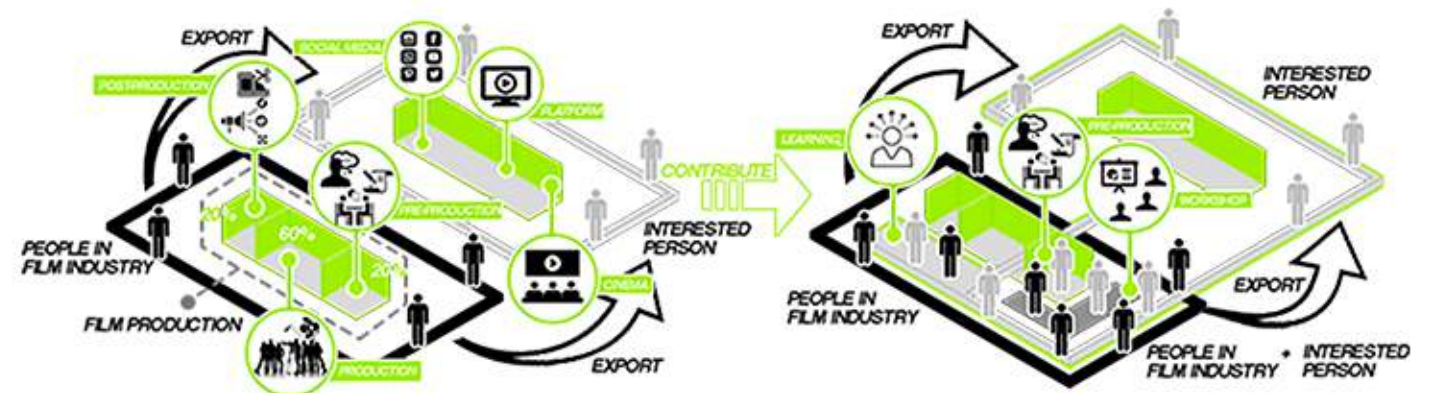 EXPORT
SOCIAL MEDIA
POSTPRODUCTION
PLATFORM
20%
60%
20%
PRE-PRODUCTION
PEOPLE IN
FILM INDUSTRY
INTERESTED
PERSON
CINEMA
FILM PRODUCTION
PRODUCTION
EXPORT
CONTRIBUTE
EXPORT
INTERESTED
PERSON
LEARNING
PRE-PRODUCTION
WORKSHOP
EXPORT
PEOPLE IN
FILM INDUSTRY
PEOPLE IN + INTERESTED
FILM INDUSTRY PERSON